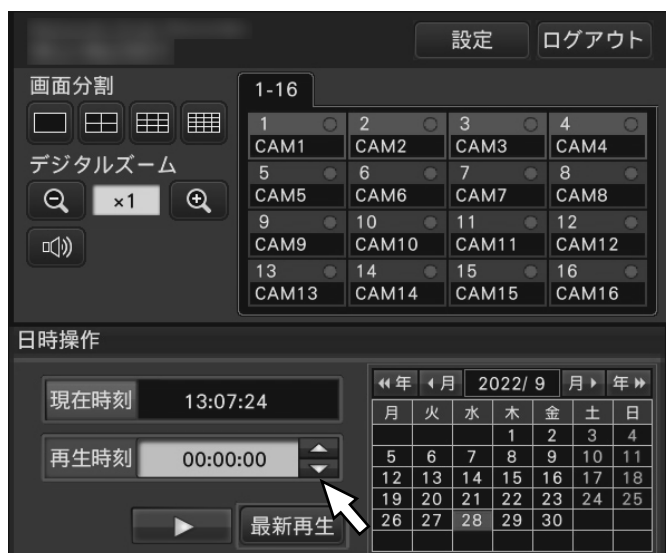 設定 ログアウト
画面分割
1-16
1 2 3 4
CAM1 CAM2 CAM3 CAM4
デジタルズーム
5 6 7 8
CAM5 CAM6 CAM7 CAM8
×1
9 10 11 12
CAM9 CAM10 CAM11 CAM12
13 14 15 16
CAM13 CAM14 CAM15 CAM16
日時操作
現在時刻 13:07:24
再生時刻 00:00:00
最新再生
年 月 2022/ 9 月 年
月 火 水 木 金 土 日
1 2 3 4
5 6 7 8 9 10 11
12 13 14 15 16 17 18
19 20 21 22 23 24 25
26 27 28 29 30